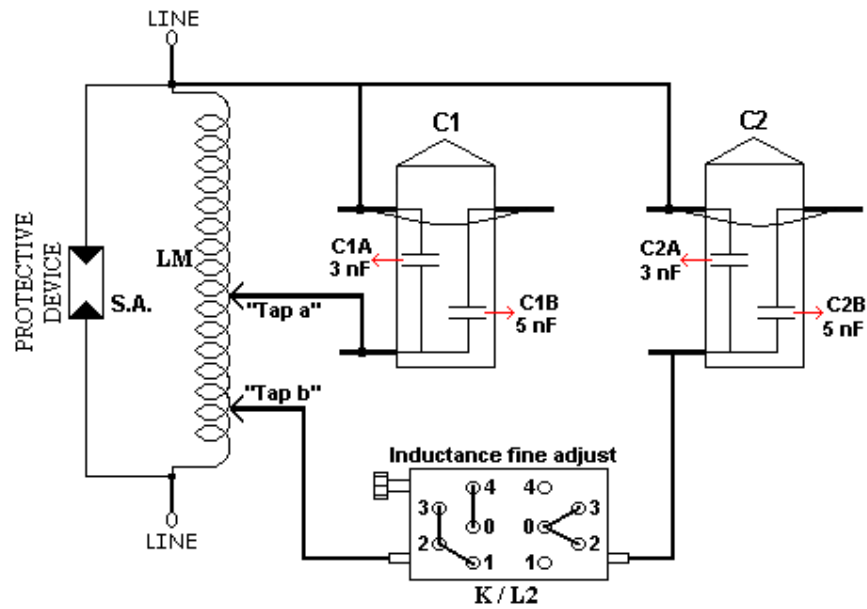 LINE
C1
C2
PROTECTIVE
DEVICE
S.A.
LM
C1A
3 nF
C1B
5 nF
C2A
3 nF
C2B
5 nF
"Tap a"
"Tap b"
Inductance fine adjust
4
4
3
3
0
0
2
2
1
1
LINE
K / L2